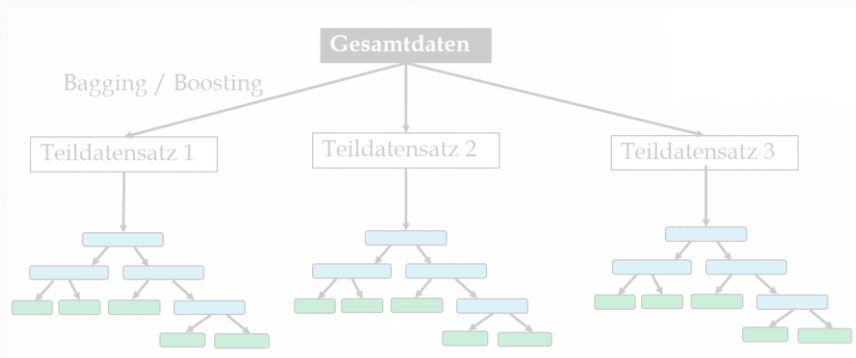 Gesamtdaten
Bagging / Boosting
Teildatensatz 1
Teildatensatz 2
Teildatensatz 3